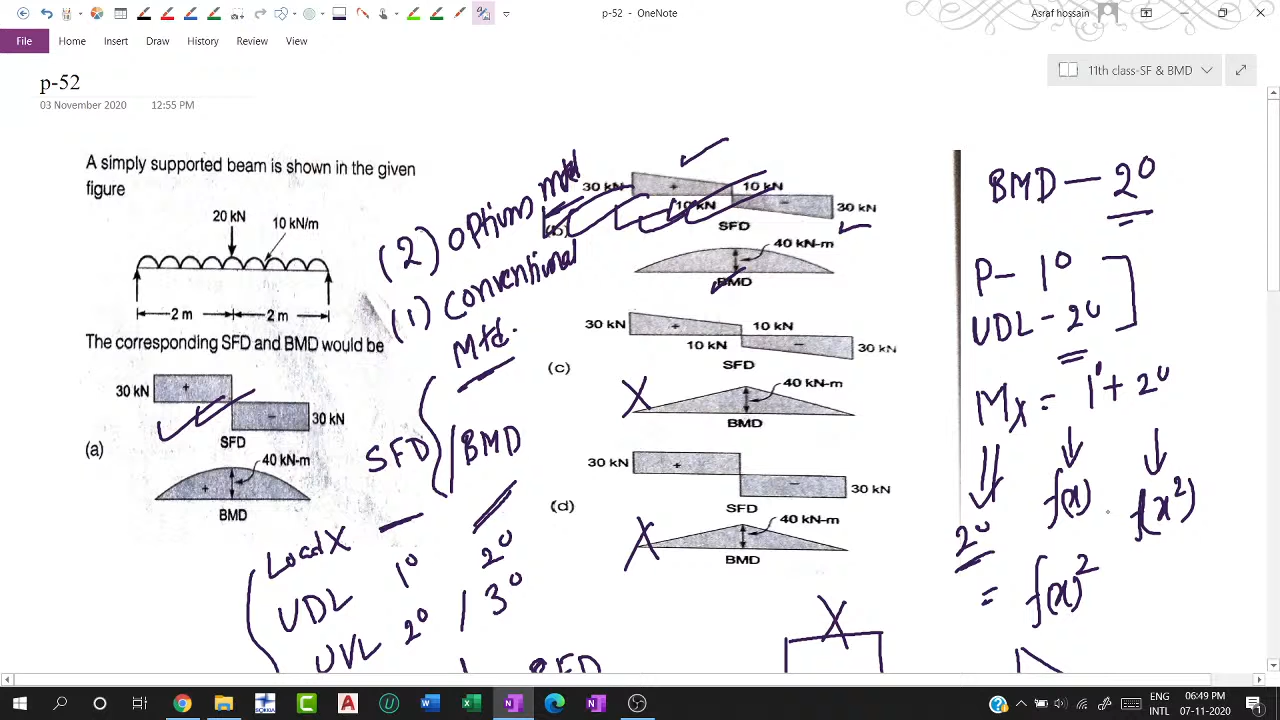 p-52 - OneNote
Asraf hossain
File
Home
Insert
Draw
History
Review
View
p-52
03 November 2020
12:55 PM
11th class-SF & BMD
A simply supported beam is shown in the given
figure
20 kN
10 kN/m
2 m
2 m
The corresponding SFD and BMD would be
30 kN
+
−
30 kN
SFD
(a)
40 kN-m
+
BMD
(2) options mtd
(1) conventional
Mtd.
SFD / BMD
Load X
UDL 1° 2°
UVL 2° / 3°
30 kN
+
10 kN
10 kN
−
30 kN
SFD
(b)
40 kN-m
BMD
30 kN
+
10 kN
10 kN
−
30 kN
SFD
(c)
X
40 kN-m
BMD
30 kN
+
−
30 kN
SFD
(d)
X
40 kN-m
BMD
X
BMD — 2°
P - 1°
UDL - 2°
Mx = 1° + 2°
f(x) f(x²)
2°
= f(x)²
ENG
INTL
06:49 PM
07-11-2020